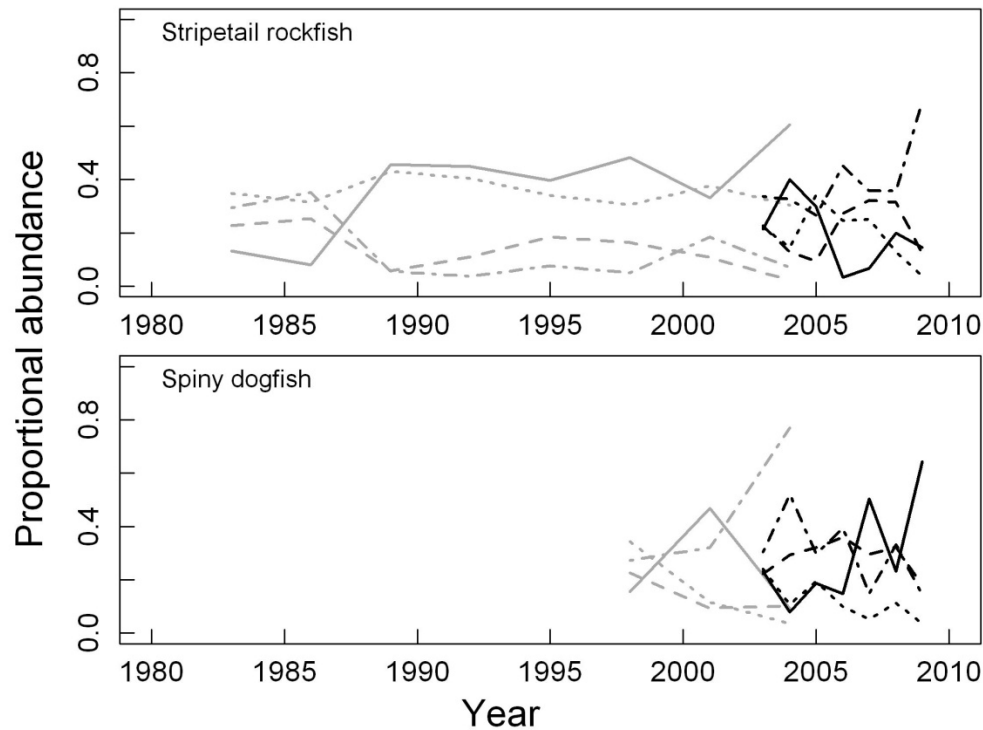 Proportional abundance
Stripetail rockfish
0.8
0.4
0.0
1980 1985 1990 1995 2000 2005 2010
Spiny dogfish
0.8
0.4
0.0
1980 1985 1990 1995 2000 2005 2010
Year